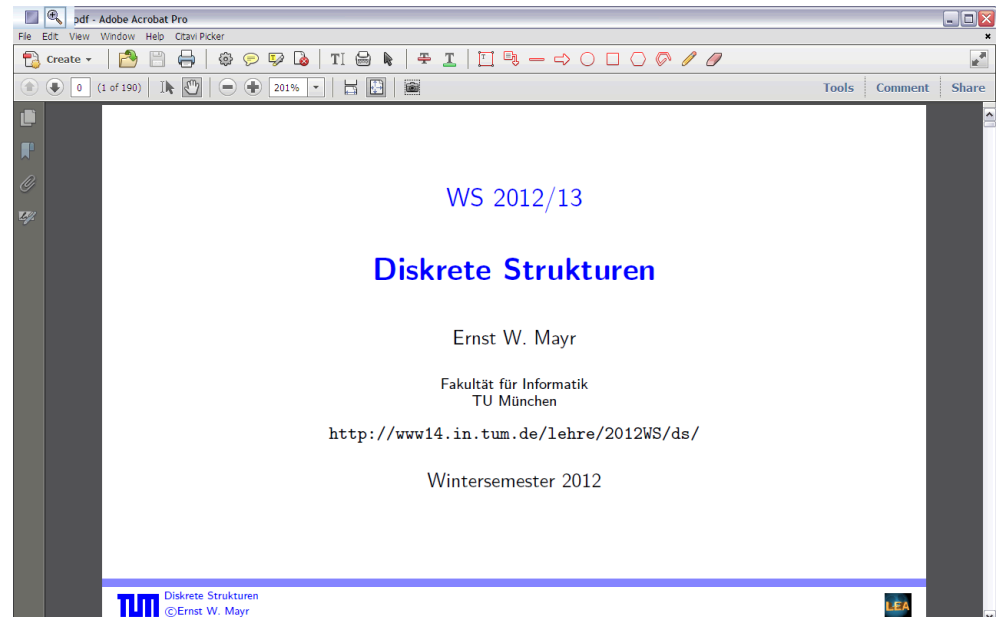 pdf - Adobe Acrobat Pro
File Edit View Window Help Citavi Picker
Create
TI T T
0 (1 of 190) 201% Tools Comment Share
WS 2012/13
Diskrete Strukturen
Ernst W. Mayr
Fakultät für Informatik
TU München
http://www14.in.tum.de/lehre/2012WS/ds/
Wintersemester 2012
TUM
Diskrete Strukturen
©Ernst W. Mayr
LEA